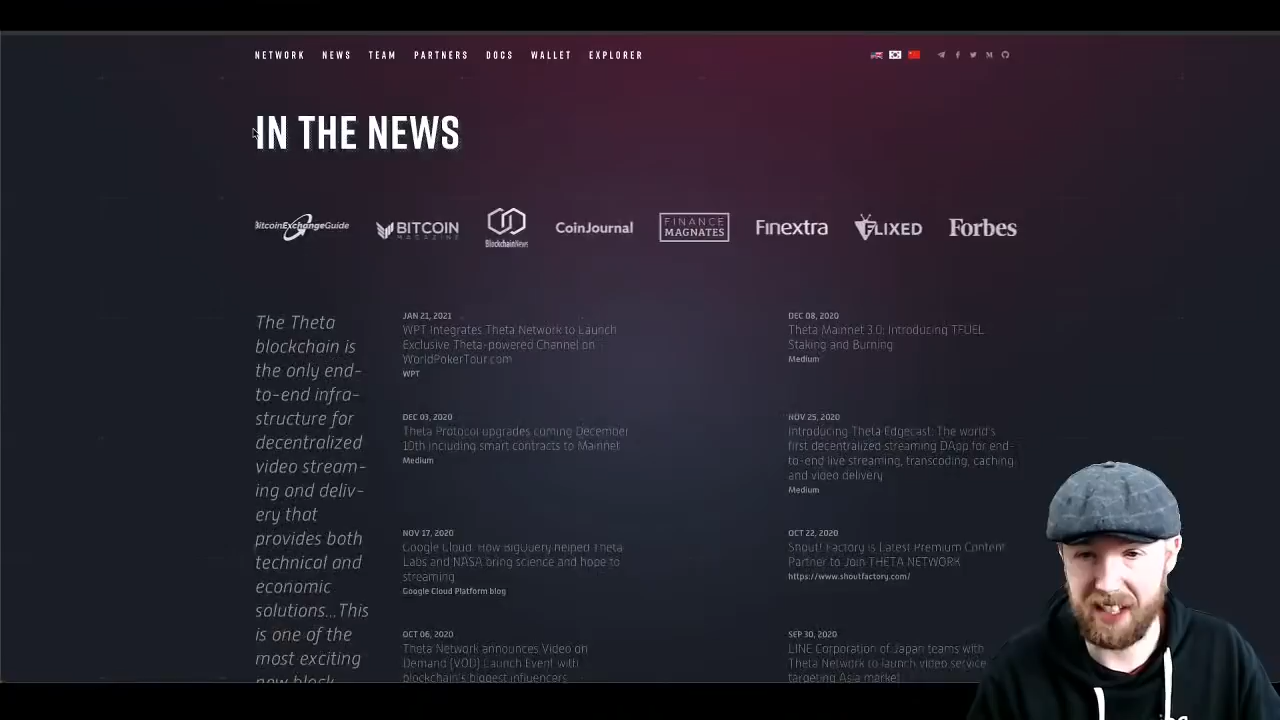 NETWORK NEWS TEAM PARTNERS DOCS WALLET EXPLORER
IN THE NEWS
BitcoinExchangeGuide
BITCOIN
MAGAZINE
BlockchainNews
CoinJournal
FINANCE
MAGNATES
Finextra
FLIXED
Forbes
The Theta
blockchain is
the only end-
to-end infra-
structure for
decentralized
video stream-
ing and deliv-
ery that
provides both
technical and
economic
solutions...This
is one of the
most exciting
new block
JAN 21, 2021
WPT Integrates Theta Network to Launch
Exclusive Theta-powered Channel on
WorldPokerTour.com
WPT
DEC 08, 2020
Theta Mainnet 3.0: Introducing TFUEL
Staking and Burning
Medium
DEC 03, 2020
Theta Protocol upgrades coming December
10th including smart contracts to Mainnet
Medium
NOV 25, 2020
Introducing Theta Edgecast: The world's
first decentralized streaming DApp for end-
to-end live streaming, transcoding, caching
and video delivery
Medium
NOV 17, 2020
Google Cloud: How BigQuery helped Theta
Labs and NASA bring science and hope to
streaming
Google Cloud Platform blog
OCT 22, 2020
Shout! Factory is Latest Premium Content
Partner to Join THETA NETWORK
https://www.shoutfactory.com/
OCT 06, 2020
Theta Network announces Video on
Demand (VOD) Launch Event with
blockchain's biggest influencers
SEP 30, 2020
LINE Corporation of Japan teams with
Theta Network to launch video service
targeting Asia market